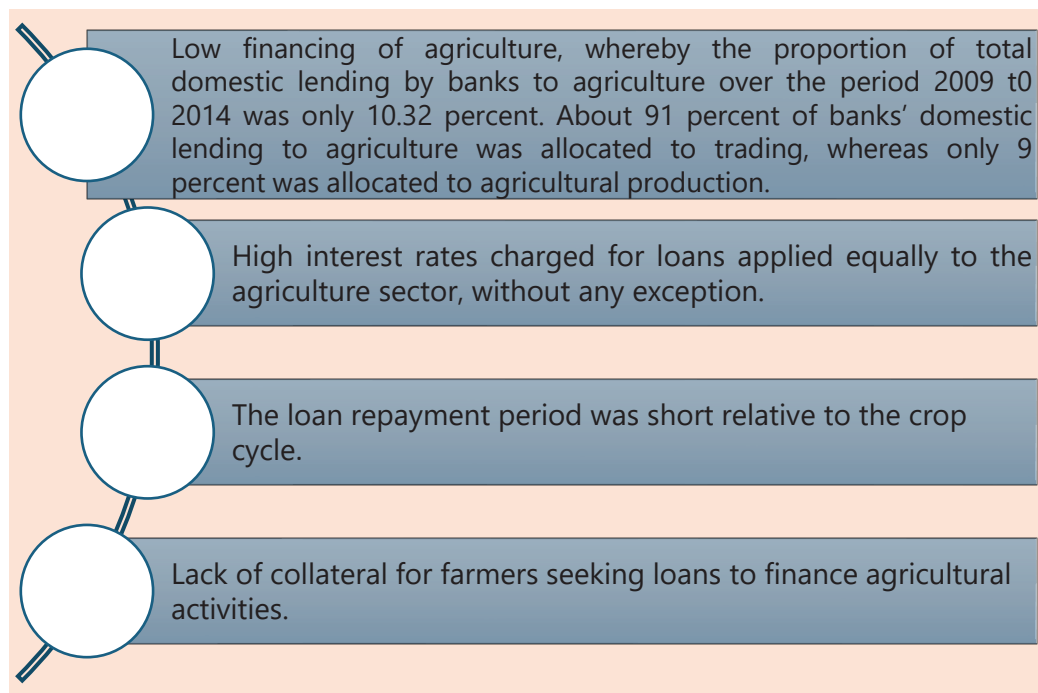 Low financing of agriculture, whereby the proportion of total
domestic lending by banks to agriculture over the period 2009 t0
2014 was only 10.32 percent. About 91 percent of banks’ domestic
lending to agriculture was allocated to trading, whereas only 9
percent was allocated to agricultural production.
High interest rates charged for loans applied equally to the
agriculture sector, without any exception.
The loan repayment period was short relative to the crop
cycle.
Lack of collateral for farmers seeking loans to finance agricultural
activities.